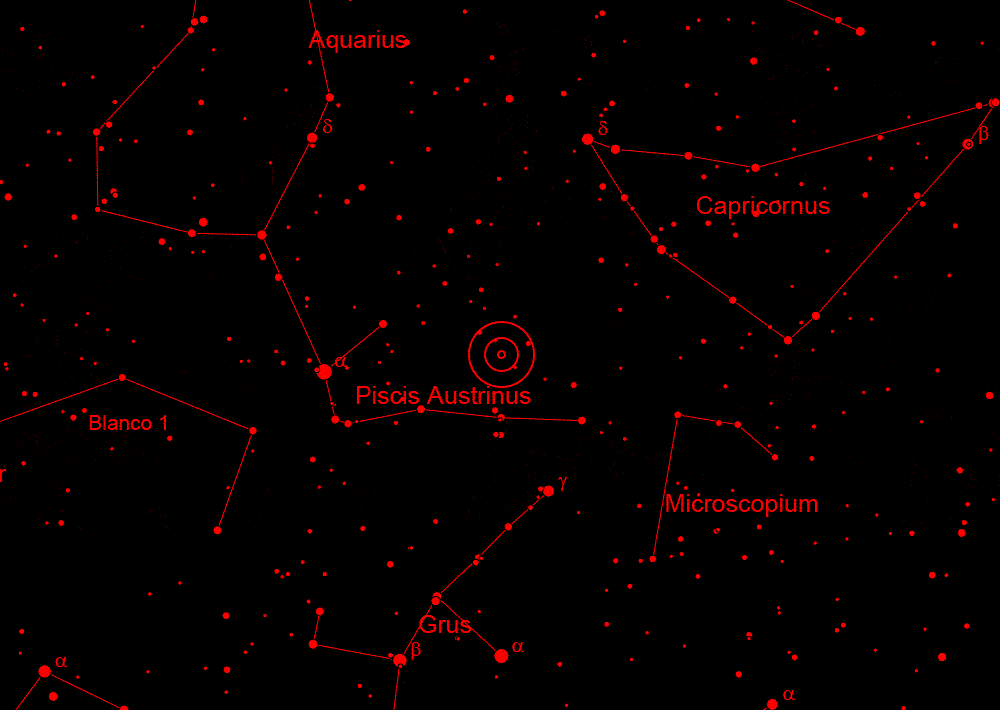 Aquarius
δ
δ
β
Capricornus
α
Piscis Austrinus
Blanco 1
r
γ
Microscopium
Grus
β
α
α
α